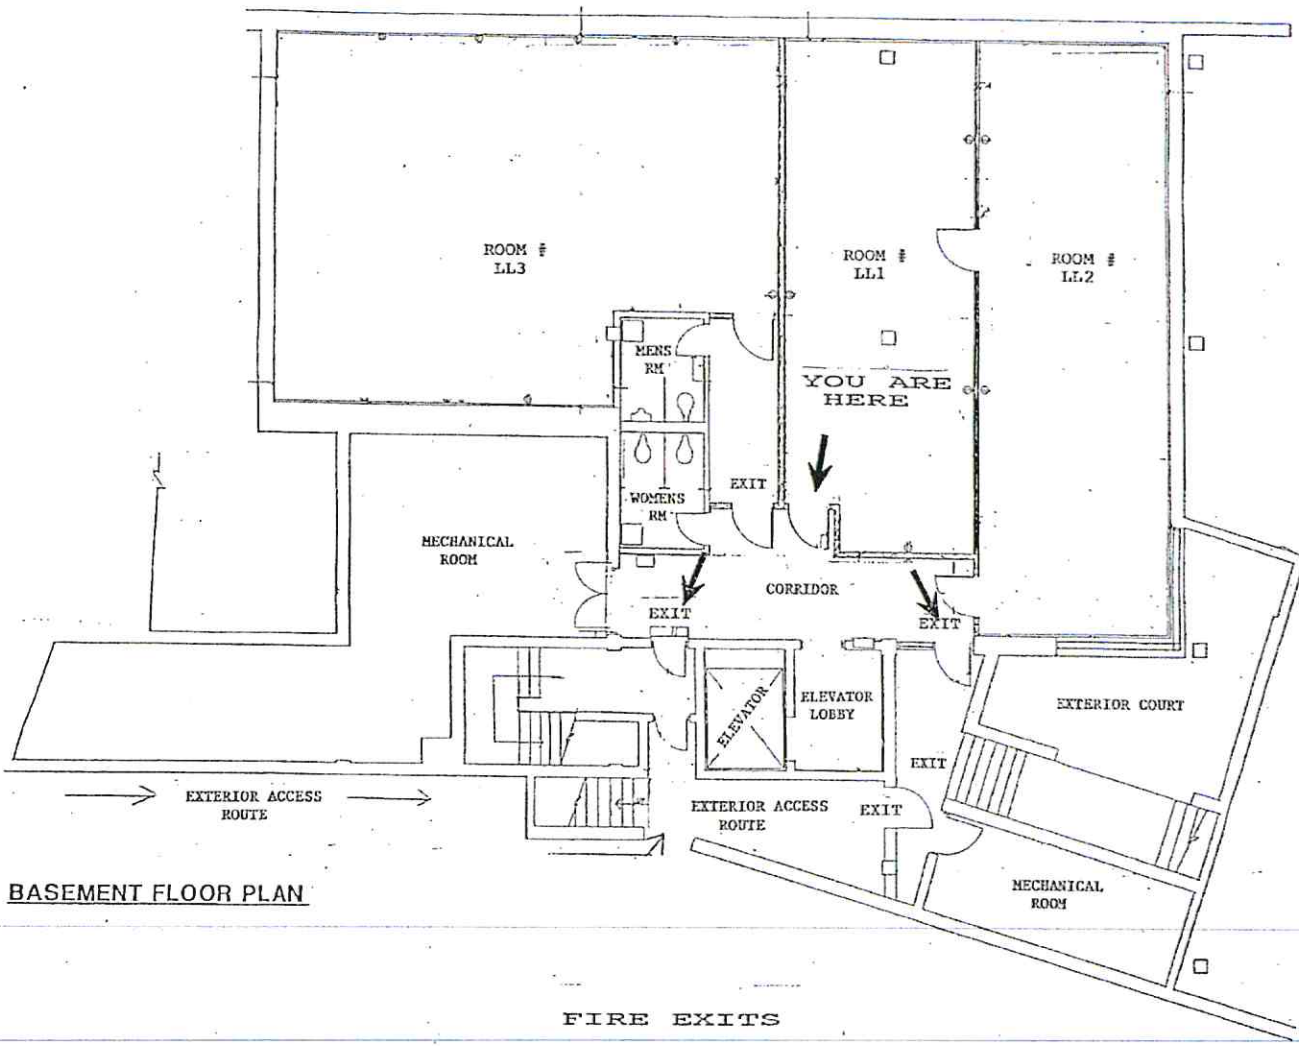 ROOM #
LL3
ROOM #
LL1
ROOM #
LL2
MENS
RM
YOU ARE
HERE
WOMENS
RM
EXIT
MECHANICAL
ROOM
CORRIDOR
EXIT
EXIT
ELEVATOR
ELEVATOR
LOBBY
EXTERIOR COURT
EXIT
EXTERIOR ACCESS
ROUTE
EXTERIOR ACCESS
ROUTE
EXIT
MECHANICAL
ROOM
BASEMENT FLOOR PLAN
FIRE EXITS